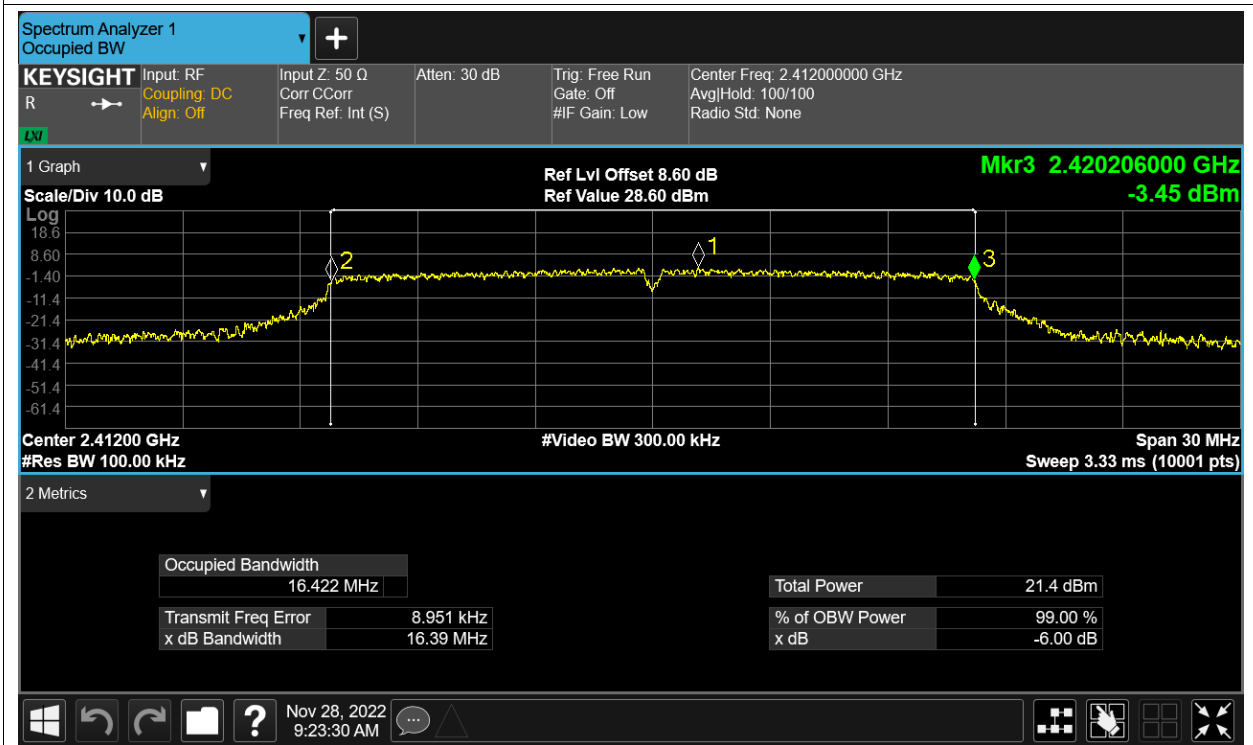 Spectrum Analyzer 1
Occupied BW
KEYSIGHT
R
LXI
Input: RF
Coupling: DC
Align: Off
Input Z: 50 Ω
Corr CCorr
Freq Ref: Int (S)
Atten: 30 dB
Trig: Free Run
Gate: Off
#IF Gain: Low
Center Freq: 2.412000000 GHz
Avg|Hold: 100/100
Radio Std: None
1 Graph
Scale/Div 10.0 dB
Ref Lvl Offset 8.60 dB
Ref Value 28.60 dBm
Mkr3 2.420206000 GHz
-3.45 dBm
Log
18.6
8.60
-1.40
-11.4
-21.4
-31.4
-41.4
-51.4
-61.4
2
1
3
Center 2.41200 GHz
#Res BW 100.00 kHz
#Video BW 300.00 kHz
Span 30 MHz
Sweep 3.33 ms (10001 pts)
2 Metrics
Occupied Bandwidth
16.422 MHz
Transmit Freq Error 8.951 kHz
x dB Bandwidth 16.39 MHz
Total Power 21.4 dBm
% of OBW Power 99.00 %
x dB -6.00 dB
?
Nov 28, 2022
9:23:30 AM